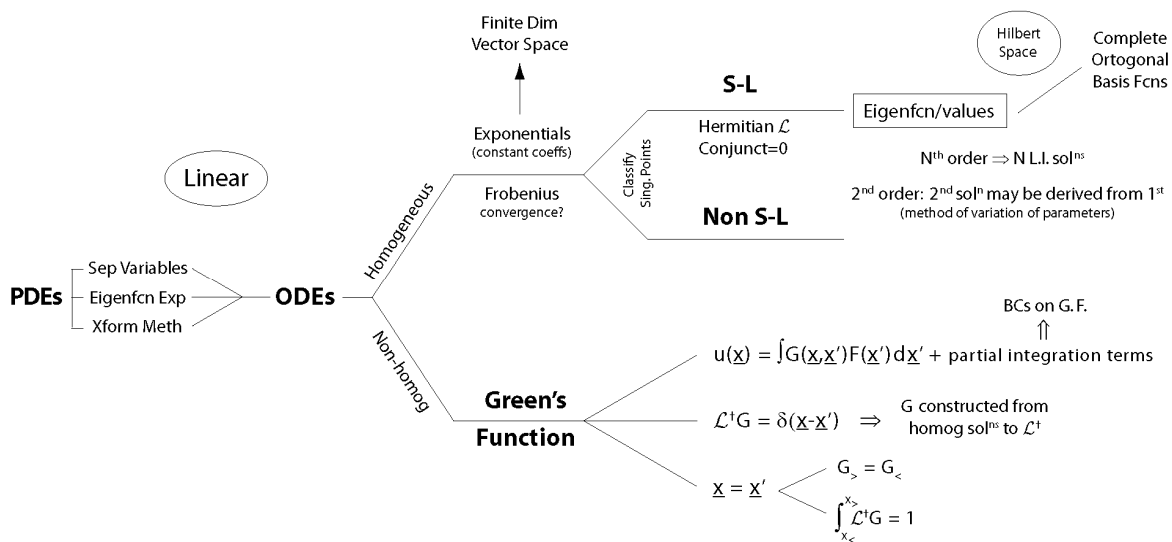 Finite Dim
Vector Space
Hilbert
Space
Complete
Ortogonal
Basis Fcns
S-L
Eigenfcn/values
Exponentials
(constant coeffs)
Hermitian ℒ
Conjunct=0
Classify
Sing. Points
Nᵗʰ order ⇒ N L.I. solⁿˢ
Linear
Frobenius
convergence?
2ⁿᵈ order: 2ⁿᵈ solⁿ may be derived from 1ˢᵗ
(method of variation of parameters)
Non S-L
Homogeneous
PDEs
Sep Variables
Eigenfcn Exp
Xform Meth
ODEs
Non-homog
BCs on G.F.
⇑
u(x) = ∫G(x,x′)F(x′)dx′ + partial integration terms
Green's
Function
ℒ†G = δ(x-x′) ⇒ G constructed from
homog solⁿˢ to ℒ†
x = x′
G> = G<
∫x<x> ℒ†G = 1